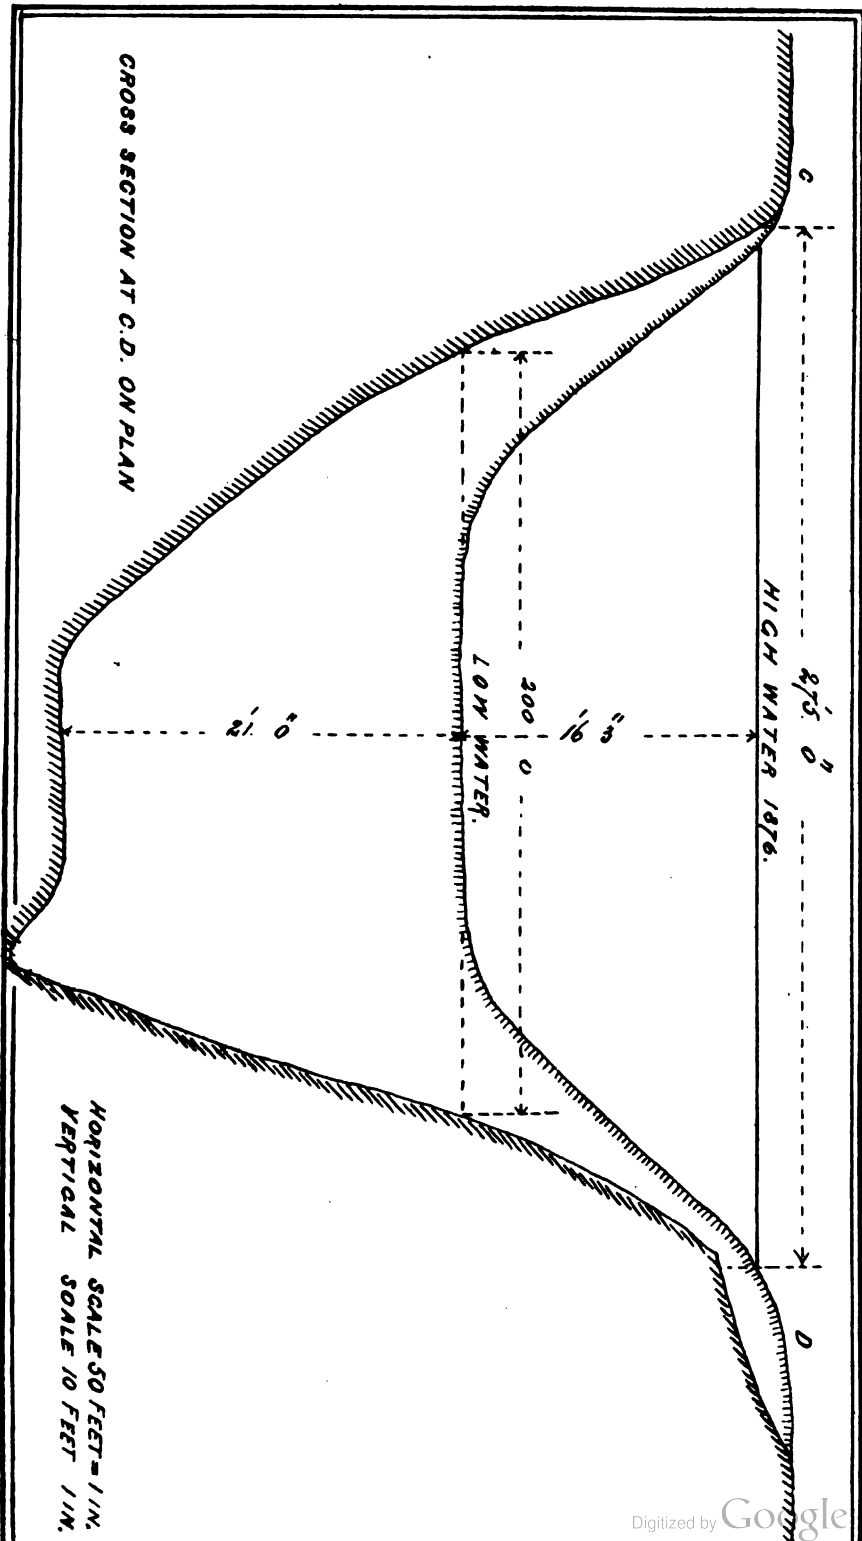 C
D
275'. 0"
HIGH WATER 1876.
200 0
16' 3"
LOW WATER.
21'. 0"
CROSS SECTION AT C.D. ON PLAN
HORIZONTAL SCALE 50 FEET = 1 IN.
VERTICAL SCALE 10 FEET 1 IN.
Digitized by Google